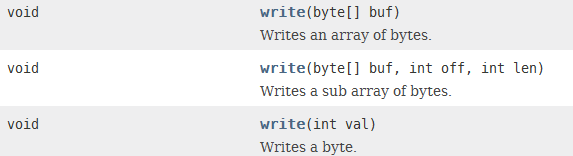 void write(byte[] buf)
Writes an array of bytes.
void write(byte[] buf, int off, int len)
Writes a sub array of bytes.
void write(int val)
Writes a byte.